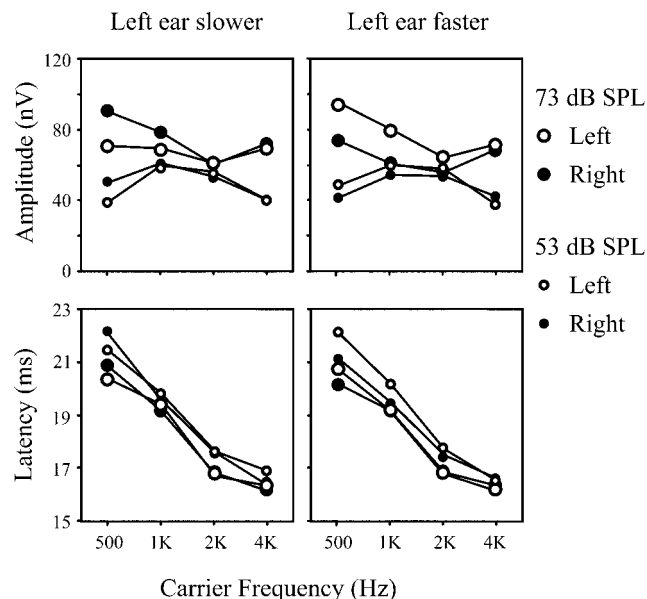 Left ear slower
Left ear faster
Amplitude (nV)
120
80
40
0
73 dB SPL
Left
Right
53 dB SPL
Left
Right
Latency (ms)
23
21
19
17
15
500 1K 2K 4K
500 1K 2K 4K
Carrier Frequency (Hz)